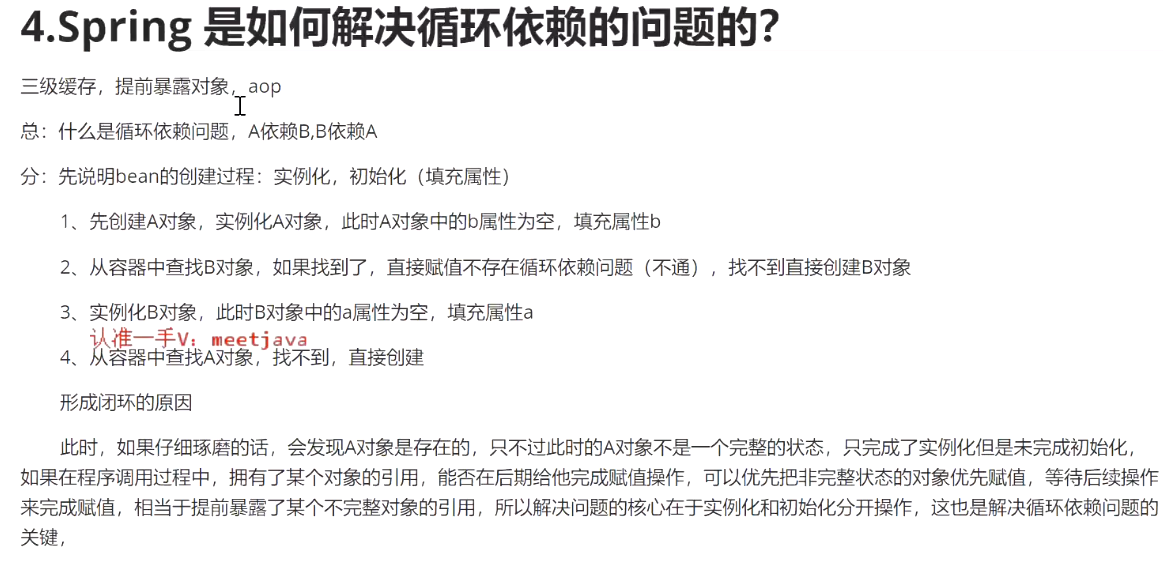 4.Spring 是如何解决循环依赖的问题的？
三级缓存，提前暴露对象，aop
总：什么是循环依赖问题，A依赖B,B依赖A
分：先说明bean的创建过程：实例化，初始化（填充属性）
1、先创建A对象，实例化A对象，此时A对象中的b属性为空，填充属性b
2、从容器中查找B对象，如果找到了，直接赋值不存在循环依赖问题（不通），找不到直接创建B对象
3、实例化B对象，此时B对象中的a属性为空，填充属性a
认准一手V：meetjava
4、从容器中查找A对象，找不到，直接创建
形成闭环的原因
此时，如果仔细琢磨的话，会发现A对象是存在的，只不过此时的A对象不是一个完整的状态，只完成了实例化但是未完成初始化，
如果在程序调用过程中，拥有了某个对象的引用，能否在后期给他完成赋值操作，可以优先把非完整状态的对象优先赋值，等待后续操作
来完成赋值，相当于提前暴露了某个不完整对象的引用，所以解决问题的核心在于实例化和初始化分开操作，这也是解决循环依赖问题的
关键，